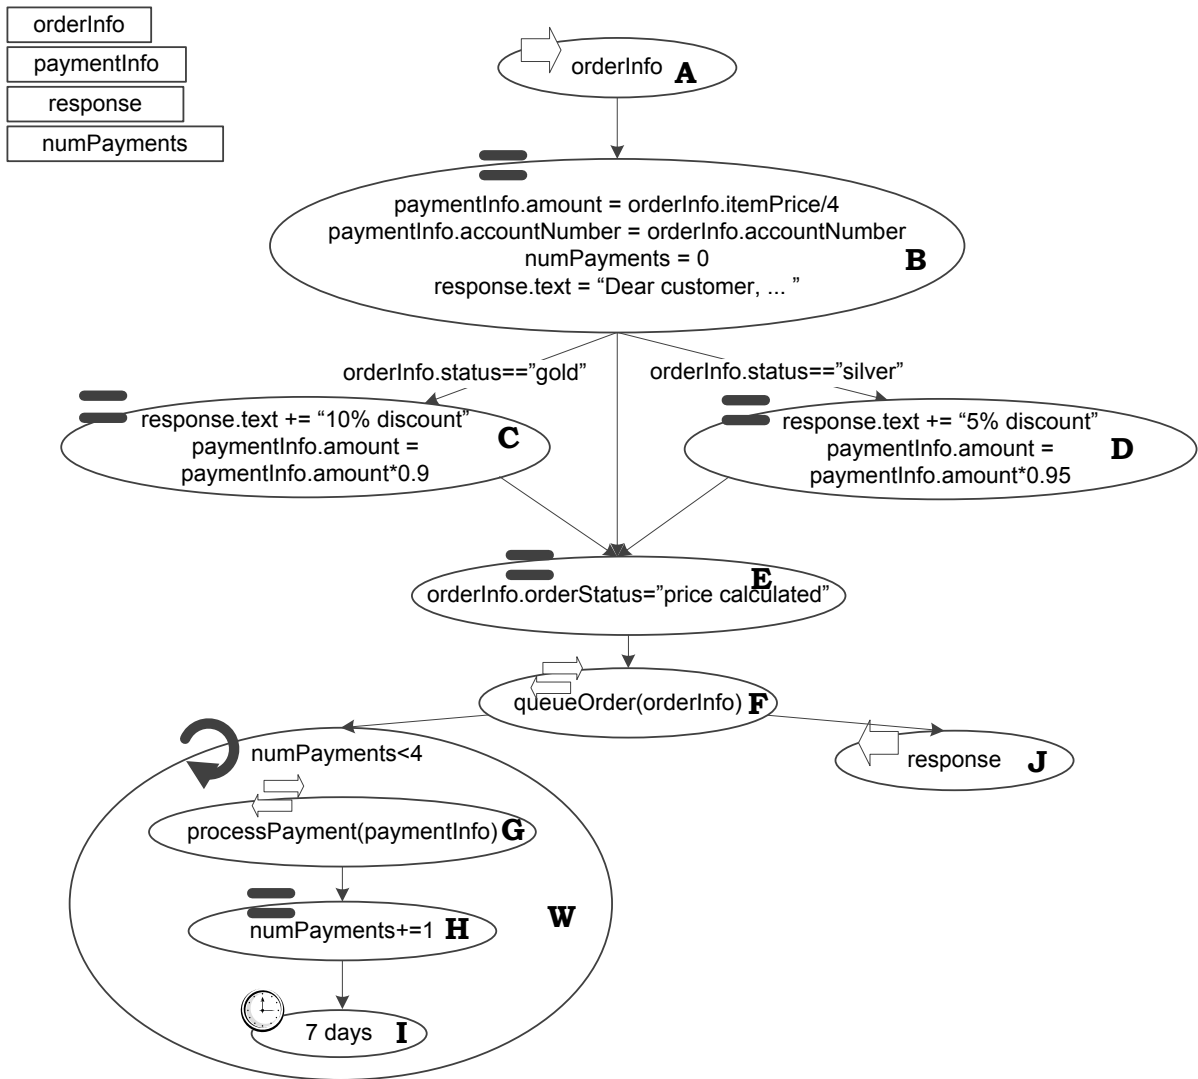 orderInfo
paymentInfo
response
numPayments
orderInfo A
paymentInfo.amount = orderInfo.itemPrice/4
paymentInfo.accountNumber = orderInfo.accountNumber
numPayments = 0
response.text = “Dear customer, ... ”
B
orderInfo.status==”gold”
orderInfo.status==”silver”
response.text += “10% discount”
paymentInfo.amount =
paymentInfo.amount*0.9
C
response.text += “5% discount”
paymentInfo.amount =
paymentInfo.amount*0.95
D
E
orderInfo.orderStatus=”price calculated”
queueOrder(orderInfo) F
numPayments<4
response J
processPayment(paymentInfo) G
W
numPayments+=1 H
7 days I